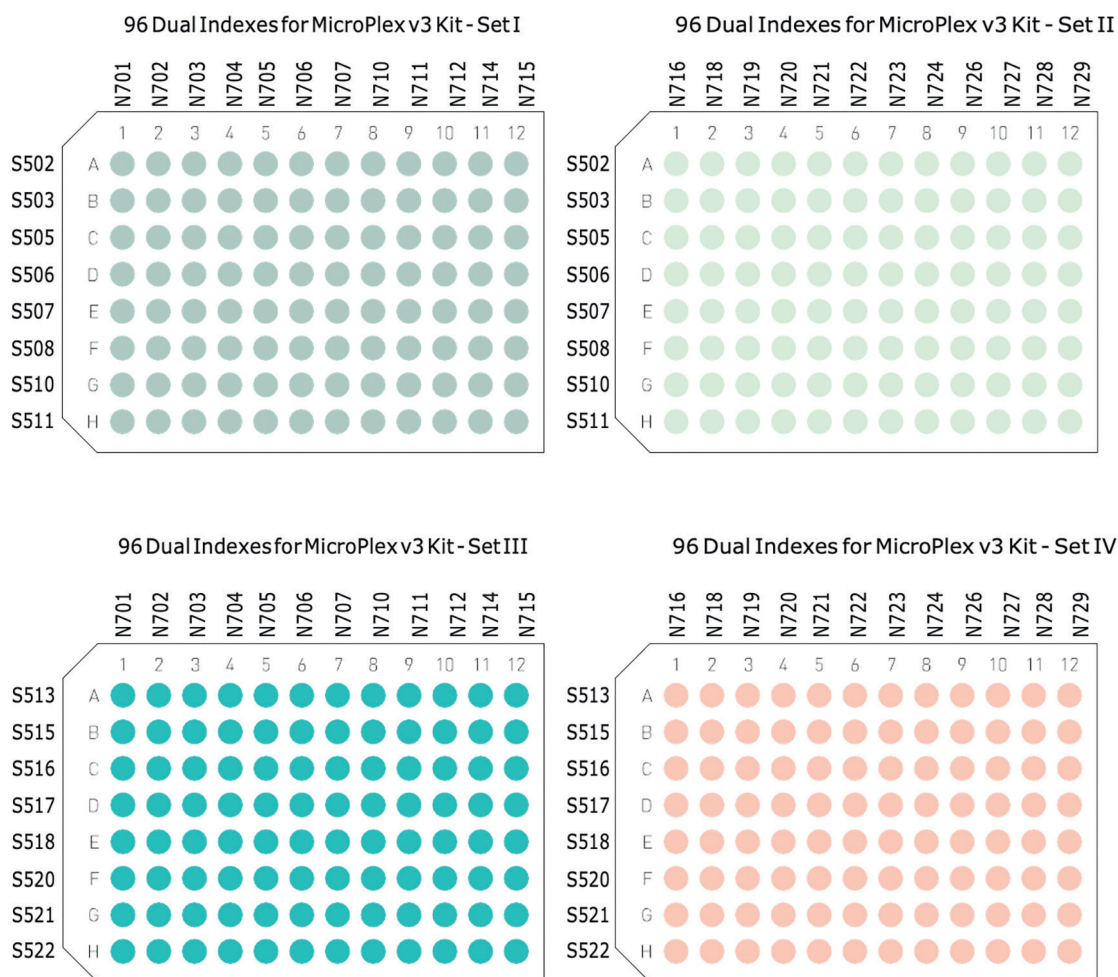 96 Dual Indexes for MicroPlex v3 Kit - Set I
N701 N702 N703 N704 N705 N706 N707 N710 N711 N712 N714 N715
1 2 3 4 5 6 7 8 9 10 11 12
S502 A
S503 B
S505 C
S506 D
S507 E
S508 F
S510 G
S511 H
96 Dual Indexes for MicroPlex v3 Kit - Set II
N716 N718 N719 N720 N721 N722 N723 N724 N726 N727 N728 N729
1 2 3 4 5 6 7 8 9 10 11 12
S502 A
S503 B
S505 C
S506 D
S507 E
S508 F
S510 G
S511 H
96 Dual Indexes for MicroPlex v3 Kit - Set III
N701 N702 N703 N704 N705 N706 N707 N710 N711 N712 N714 N715
1 2 3 4 5 6 7 8 9 10 11 12
S513 A
S515 B
S516 C
S517 D
S518 E
S520 F
S521 G
S522 H
96 Dual Indexes for MicroPlex v3 Kit - Set IV
N716 N718 N719 N720 N721 N722 N723 N724 N726 N727 N728 N729
1 2 3 4 5 6 7 8 9 10 11 12
S513 A
S515 B
S516 C
S517 D
S518 E
S520 F
S521 G
S522 H